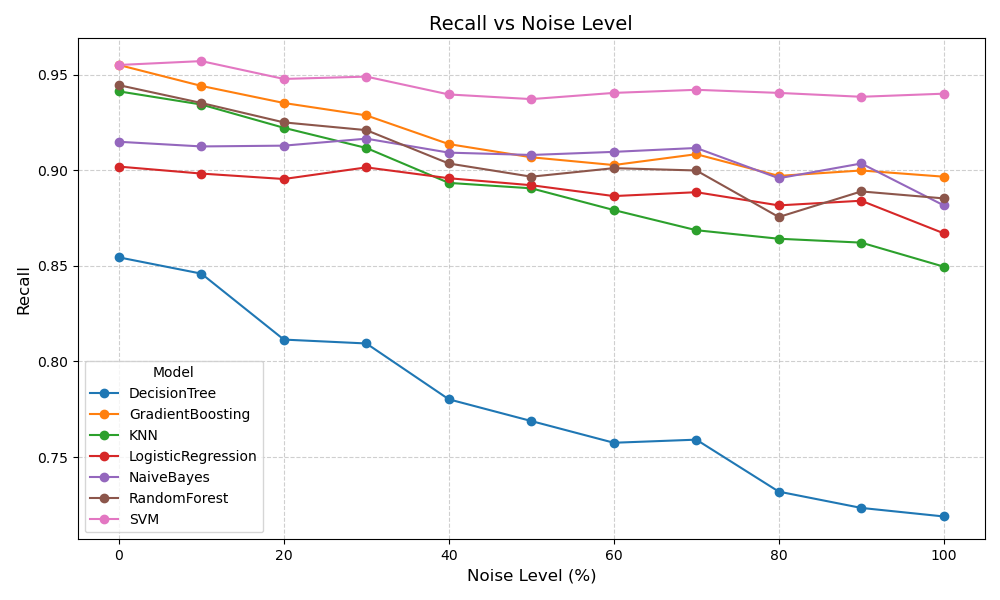 Recall vs Noise Level
0.95
0.90
0.85
0.80
0.75
Recall
Model
DecisionTree
GradientBoosting
KNN
LogisticRegression
NaiveBayes
RandomForest
SVM
0 20 40 60 80 100
Noise Level (%)